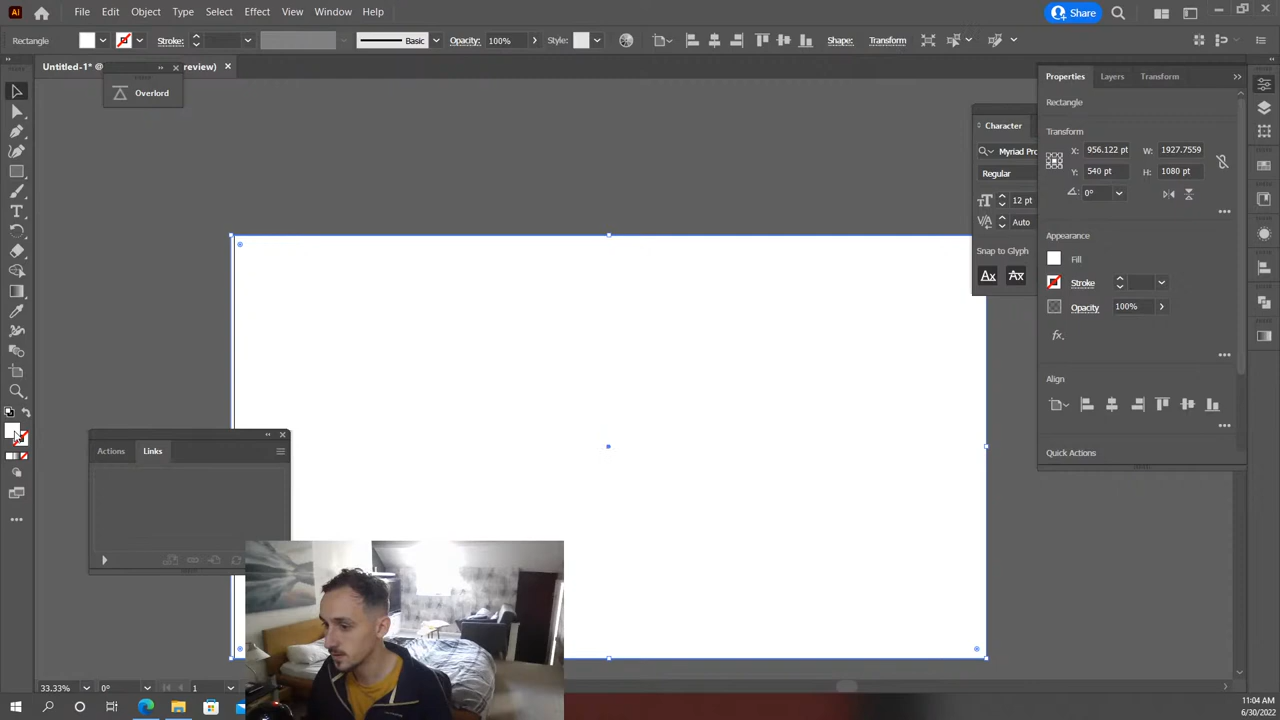 Ai File Edit Object Type Select Effect View Window Help Share
Rectangle Stroke: Basic Opacity: 100% Style: Shape: Transform
Untitled-1* @ review)
Overlord
Properties Layers Transform
Rectangle
Transform
X: 956.122 pt W: 1927.7559
Y: 540 pt H: 1080 pt
0°
Appearance
Fill
Stroke
Opacity 100%
fx
Align
Quick Actions
Character
Myriad Pro
Regular
12 pt
Auto
Snap to Glyph
Actions Links
33.33% 0° 1
11:04 AM
6/30/2022